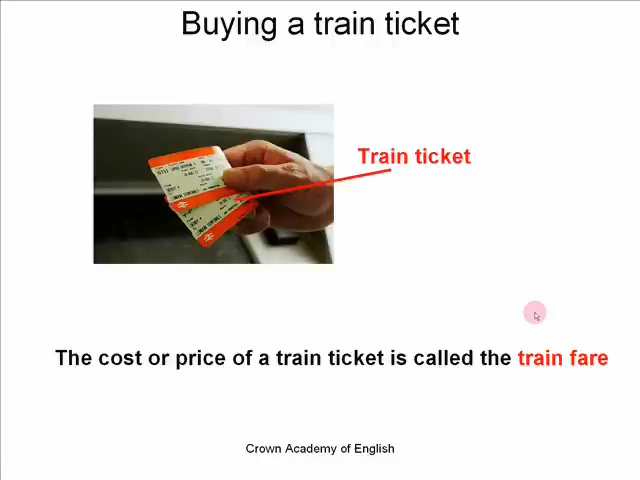 Buying a train ticket
Train ticket
The cost or price of a train ticket is called the train fare
Crown Academy of English